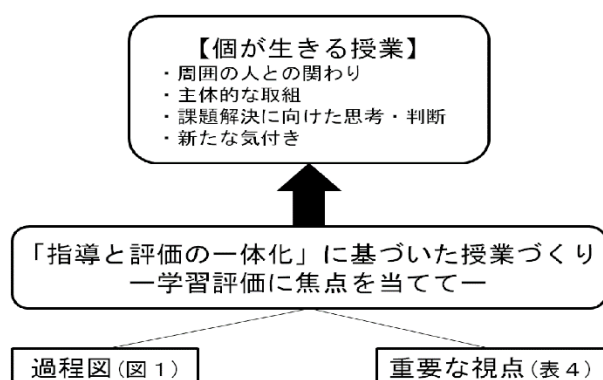 【個が生きる授業】
・周囲の人との関わり
・主体的な取組
・課題解決に向けた思考・判断
・新たな気付き
「指導と評価の一体化」に基づいた授業づくり
ー学習評価に焦点を当ててー
過程図(図1)
重要な視点(表4)